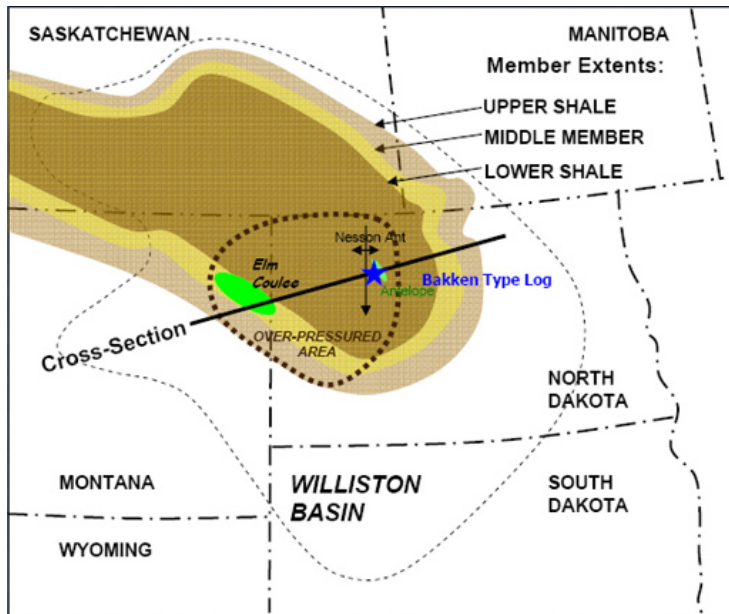 SASKATCHEWAN
MANITOBA
Member Extents:
UPPER SHALE
MIDDLE MEMBER
LOWER SHALE
Nesson Ant
Elm
Coulee
Bakken Type Log
Antelope
Cross-Section
OVER-PRESSURED
AREA
NORTH
DAKOTA
MONTANA
WILLISTON
BASIN
SOUTH
DAKOTA
WYOMING